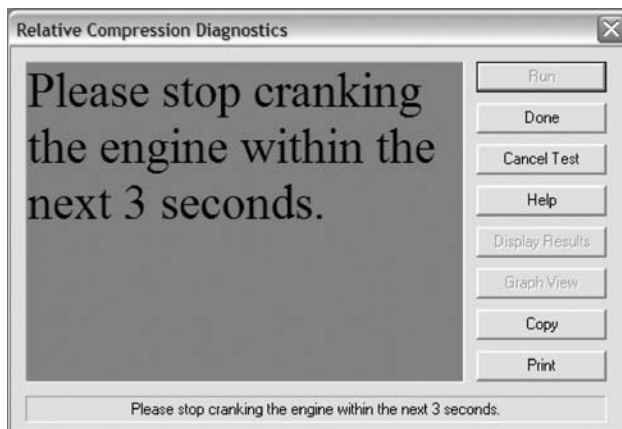 Relative Compression Diagnostics
Please stop cranking
the engine within the
next 3 seconds.
Run
Done
Cancel Test
Help
Display Results
Graph View
Copy
Print
Please stop cranking the engine within the next 3 seconds.